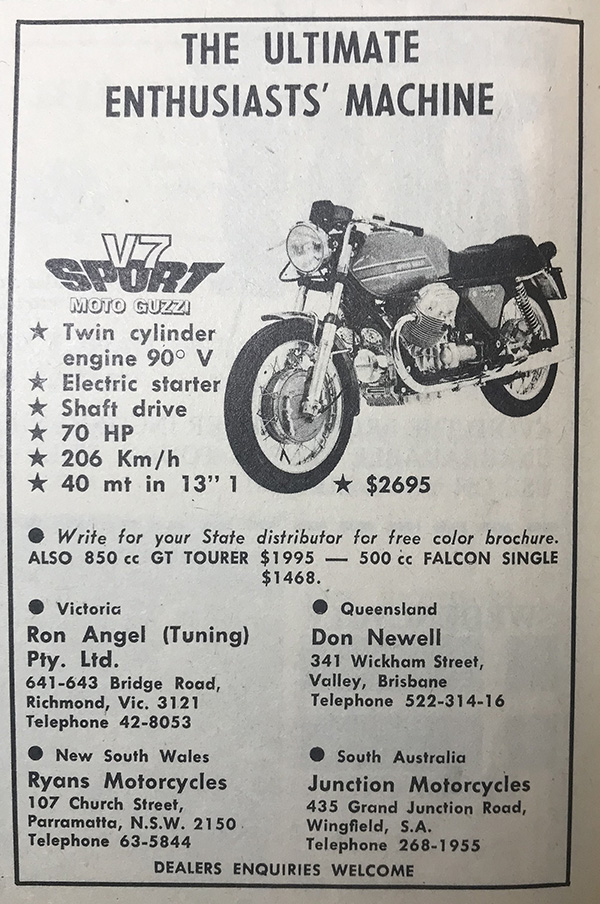 THE ULTIMATE
ENTHUSIASTS' MACHINE
V7
SPORT
MOTO GUZZI
★ Twin cylinder
engine 90° V
★ Electric starter
★ Shaft drive
★ 70 HP
★ 206 Km/h
★ 40 mt in 13" 1
★ $2695
● Write for your State distributor for free color brochure.
ALSO 850 cc GT TOURER $1995 — 500 cc FALCON SINGLE
$1468.
● Victoria
Ron Angel (Tuning)
Pty. Ltd.
641-643 Bridge Road,
Richmond, Vic. 3121
Telephone 42-8053
● Queensland
Don Newell
341 Wickham Street,
Valley, Brisbane
Telephone 522-314-16
● New South Wales
Ryans Motorcycles
107 Church Street,
Parramatta, N.S.W. 2150
Telephone 63-5844
● South Australia
Junction Motorcycles
435 Grand Junction Road,
Wingfield, S.A.
Telephone 268-1955
DEALERS ENQUIRIES WELCOME